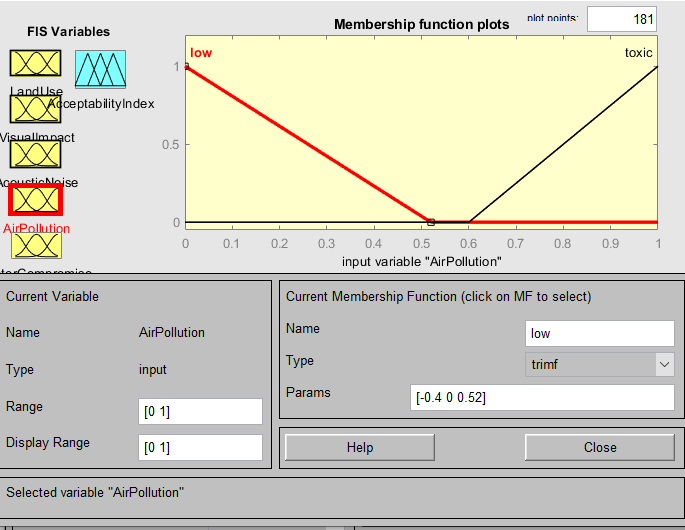 FIS Variables
LandUse
AcceptabilityIndex
VisualImpact
AcousticNoise
AirPollution
Membership function plots
plot points:
181
low
toxic
1
0.5
0
0 0.1 0.2 0.3 0.4 0.5 0.6 0.7 0.8 0.9 1
input variable "AirPollution"
Current Variable
Name AirPollution
Type input
Range [0 1]
Display Range [0 1]
Current Membership Function (click on MF to select)
Name low
Type trimf
Params [-0.4 0 0.52]
Help Close
Selected variable "AirPollution"